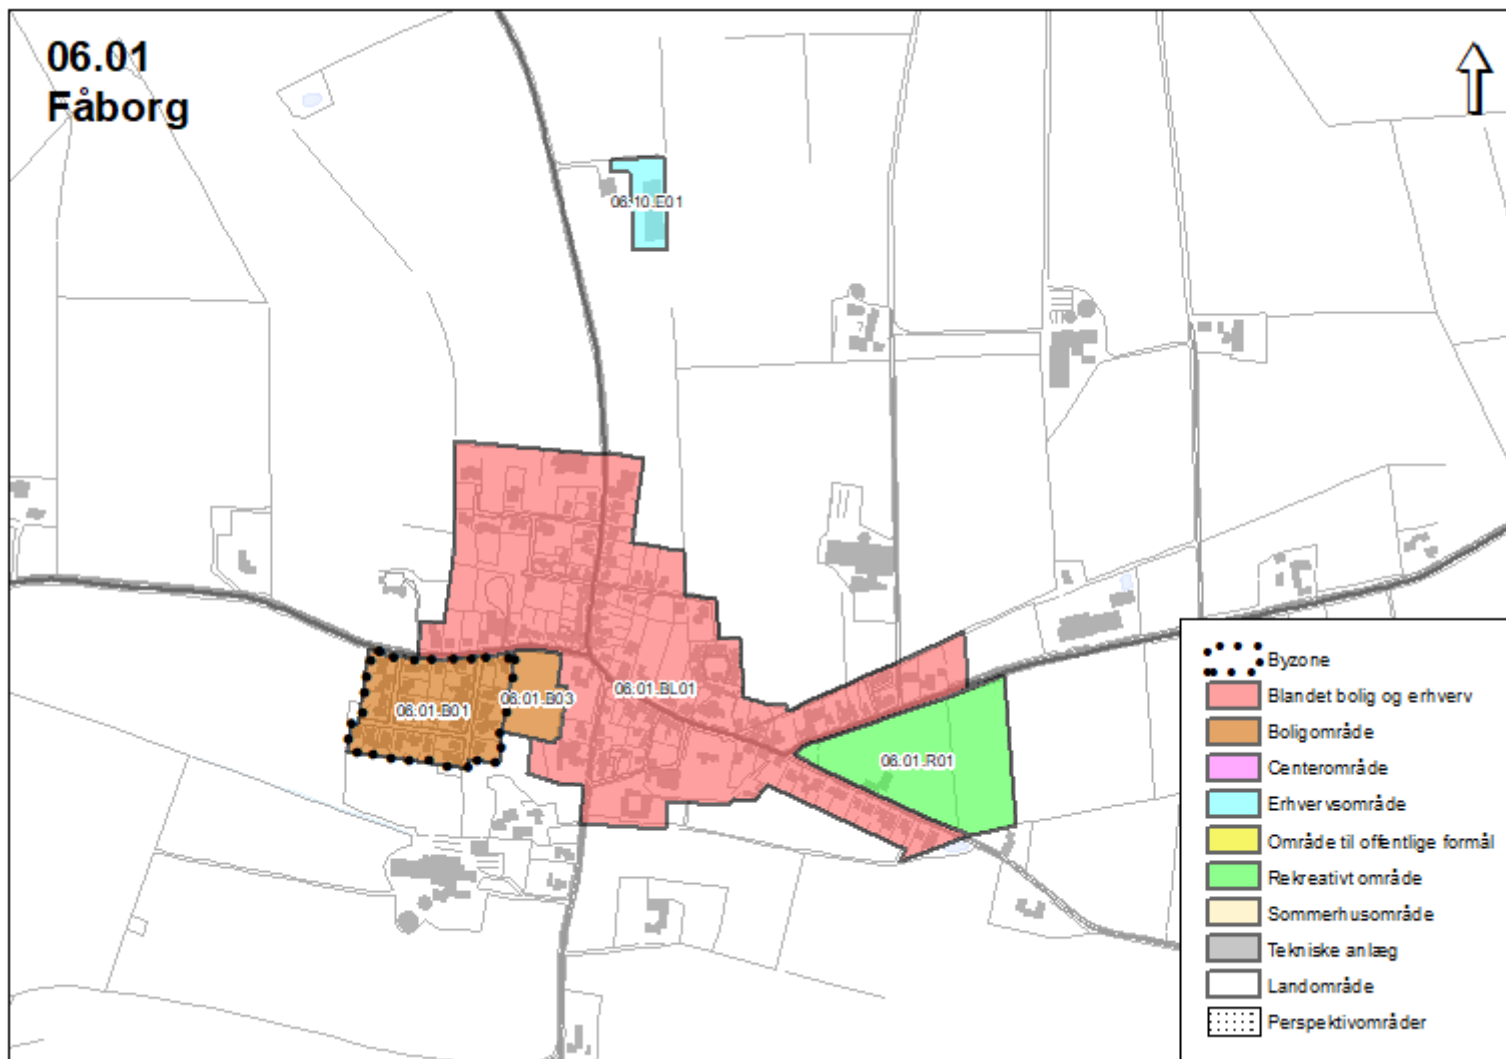 06.01
Fåborg
06.10.E01
06.01.BL01
06.01.B03
06.01.B01
06.01.R01
Byzone
Blandet bolig og erhverv
Boligområde
Centerområde
Erhvervsområde
Område til offentlige formål
Rekreativt område
Sommerhusområde
Tekniske anlæg
Landområde
Perspektivområder